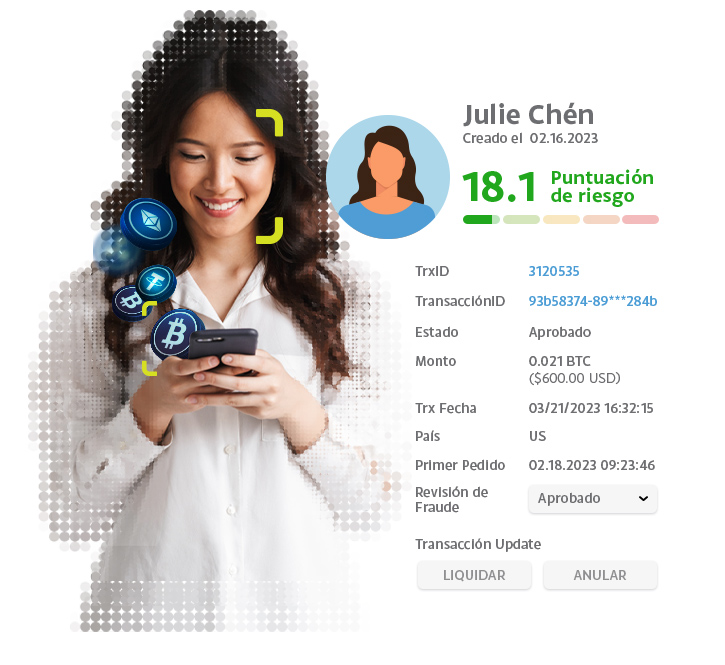 Julie Chén
Creado el 02.16.2023
18.1
Puntuación
de riesgo
TrxID 3120535
TransacciónID 93b58374-89***284b
Estado Aprobado
Monto 0.021 BTC
($600.00 USD)
Trx Fecha 03/21/2023 16:32:15
País US
Primer Pedido 02.18.2023 09:23:46
Revisión de
Fraude
Aprobado
Transacción Update
LIQUIDAR ANULAR